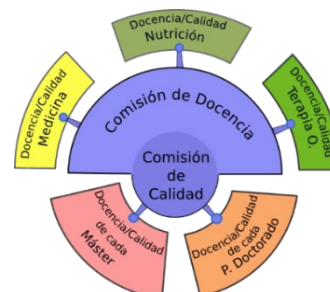 Docencia/Calidad
Nutrición
Docencia/Calidad
Medicina
Docencia/Calidad
Terapia O.
Comisión de Docencia
Comisión
de
Calidad
Docencia/Calidad
de cada
Máster
Docencia/Calidad
de cada
P. Doctorado